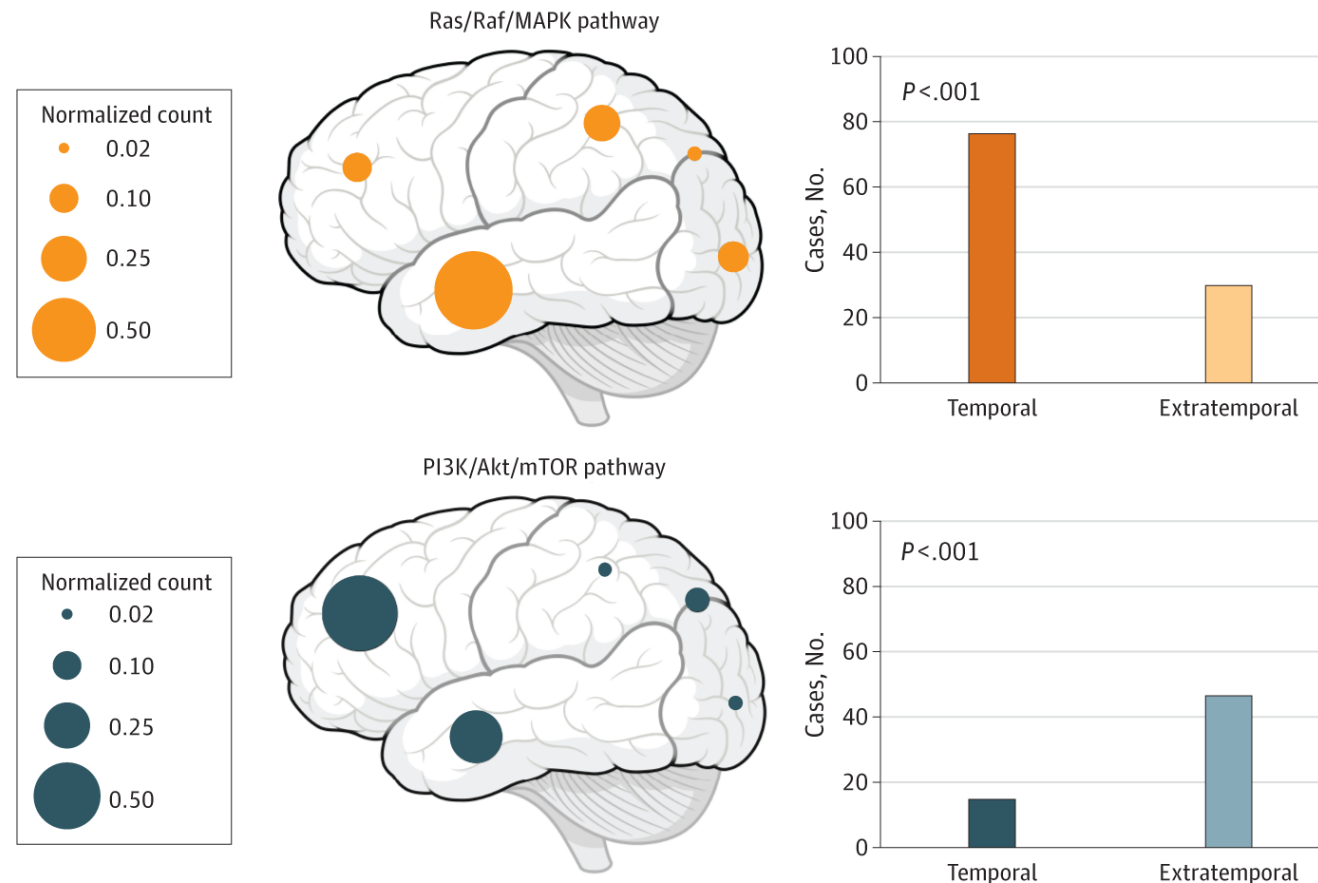 Ras/Raf/MAPK pathway
Normalized count
0.02
0.10
0.25
0.50
100
80
60
40
20
0
Cases, No.
P<.001
Temporal
Extratemporal
PI3K/Akt/mTOR pathway
Normalized count
0.02
0.10
0.25
0.50
100
80
60
40
20
0
Cases, No.
P<.001
Temporal
Extratemporal